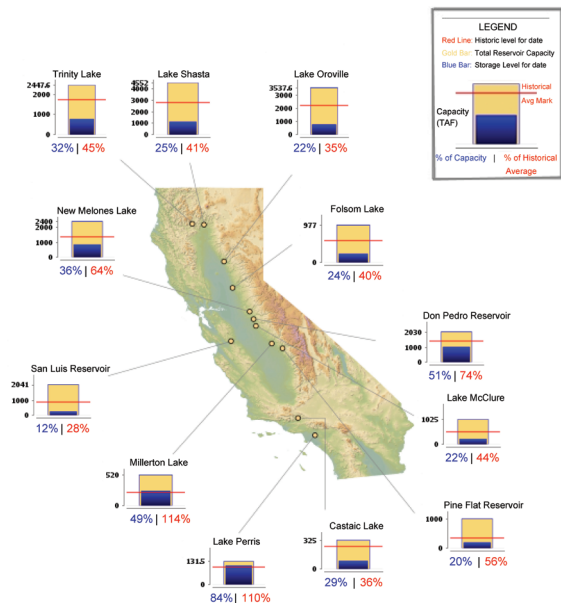 LEGEND
Red Line: Historic level for date
Gold Bar: Total Reservoir Capacity
Blue Bar: Storage Level for date
Historical
Avg Mark
Capacity
(TAF)
% of Capacity | % of Historical
Average
Trinity Lake
2447.6
2000
1000
0
32% | 45%
Lake Shasta
4552
4000
3000
2000
1000
0
25% | 41%
Lake Oroville
3537.6
3000
2000
1000
0
22% | 35%
New Melones Lake
2400
2000
1000
0
36% | 64%
Folsom Lake
977
0
24% | 40%
Don Pedro Reservoir
2030
1000
0
51% | 74%
San Luis Reservoir
2041
1000
0
12% | 28%
Lake McClure
1025
0
22% | 44%
Millerton Lake
520
0
49% | 114%
Pine Flat Reservoir
1000
0
20% | 56%
Lake Perris
131.5
0
84% | 110%
Castaic Lake
325
0
29% | 36%